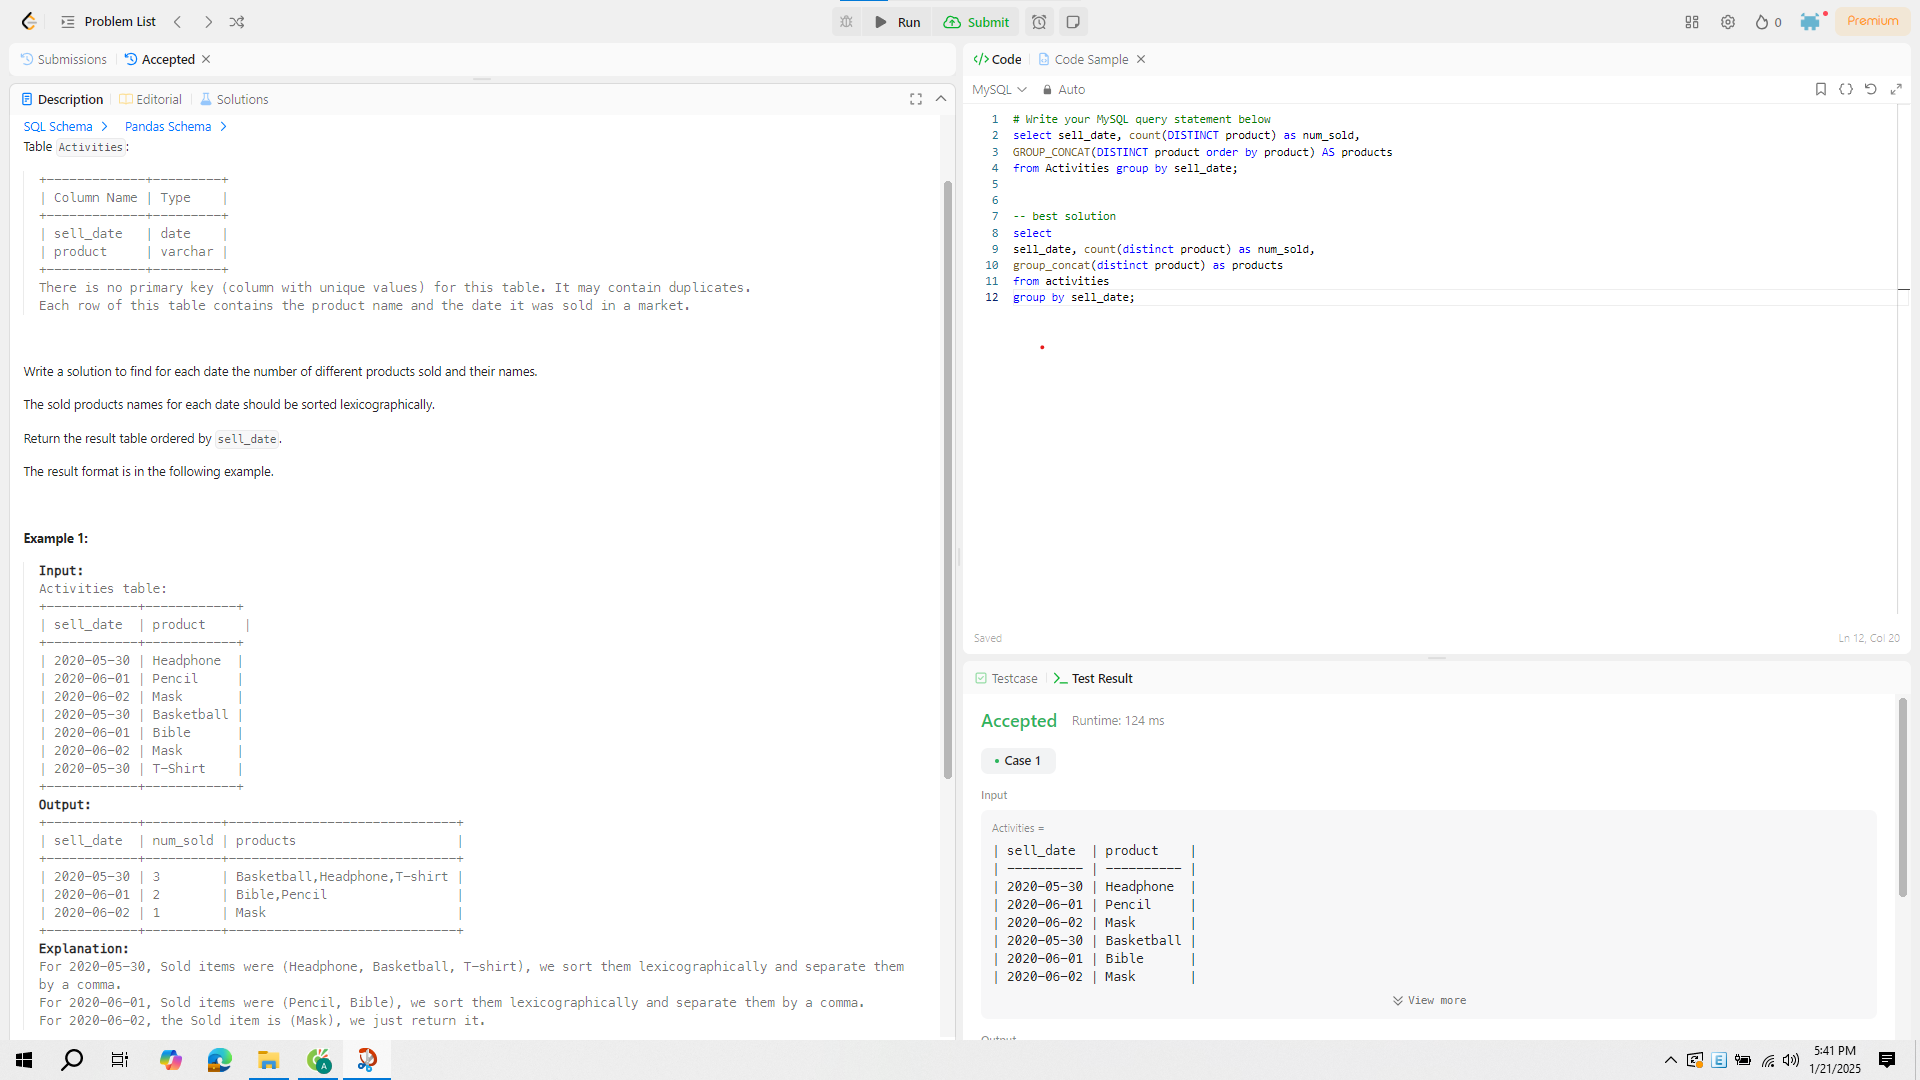 Problem List
Run
Submit
0
Premium
Submissions
Accepted
Description
Editorial
Solutions
SQL Schema
Pandas Schema
Table Activities:
+-------------+---------+
| Column Name | Type    |
+-------------+---------+
| sell_date   | date    |
| product     | varchar |
+-------------+---------+
There is no primary key (column with unique values) for this table. It may contain duplicates.
Each row of this table contains the product name and the date it was sold in a market.
Write a solution to find for each date the number of different products sold and their names.
The sold products names for each date should be sorted lexicographically.
Return the result table ordered by sell_date.
The result format is in the following example.
Example 1:
Input:
Activities table:
+------------+------------+
| sell_date  | product     |
+------------+------------+
| 2020-05-30 | Headphone  |
| 2020-06-01 | Pencil     |
| 2020-06-02 | Mask       |
| 2020-05-30 | Basketball |
| 2020-06-01 | Bible      |
| 2020-06-02 | Mask       |
| 2020-05-30 | T-Shirt    |
+------------+------------+
Output:
+------------+----------+------------------------------+
| sell_date  | num_sold | products                     |
+------------+----------+------------------------------+
| 2020-05-30 | 3        | Basketball,Headphone,T-shirt |
| 2020-06-01 | 2        | Bible,Pencil                 |
| 2020-06-02 | 1        | Mask                         |
+------------+----------+------------------------------+
Explanation:
For 2020-05-30, Sold items were (Headphone, Basketball, T-shirt), we sort them lexicographically and separate them
by a comma.
For 2020-06-01, Sold items were (Pencil, Bible), we sort them lexicographically and separate them by a comma.
For 2020-06-02, the Sold item is (Mask), we just return it.
Code
Code Sample
MySQL
Auto
1 # Write your MySQL query statement below
2 select sell_date, count(DISTINCT product) as num_sold,
3 GROUP_CONCAT(DISTINCT product order by product) AS products
4 from Activities group by sell_date;
5
6
7 -- best solution
8 select
9 sell_date, count(distinct product) as num_sold,
10 group_concat(distinct product) as products
11 from activities
12 group by sell_date;
Saved
Ln 12, Col 20
Testcase
Test Result
Accepted
Runtime: 124 ms
Case 1
Input
Activities =
| sell_date  | product    |
| ---------- | ---------- |
| 2020-05-30 | Headphone  |
| 2020-06-01 | Pencil     |
| 2020-06-02 | Mask       |
| 2020-05-30 | Basketball |
| 2020-06-01 | Bible      |
| 2020-06-02 | Mask       |
View more
Output
5:41 PM
1/21/2025